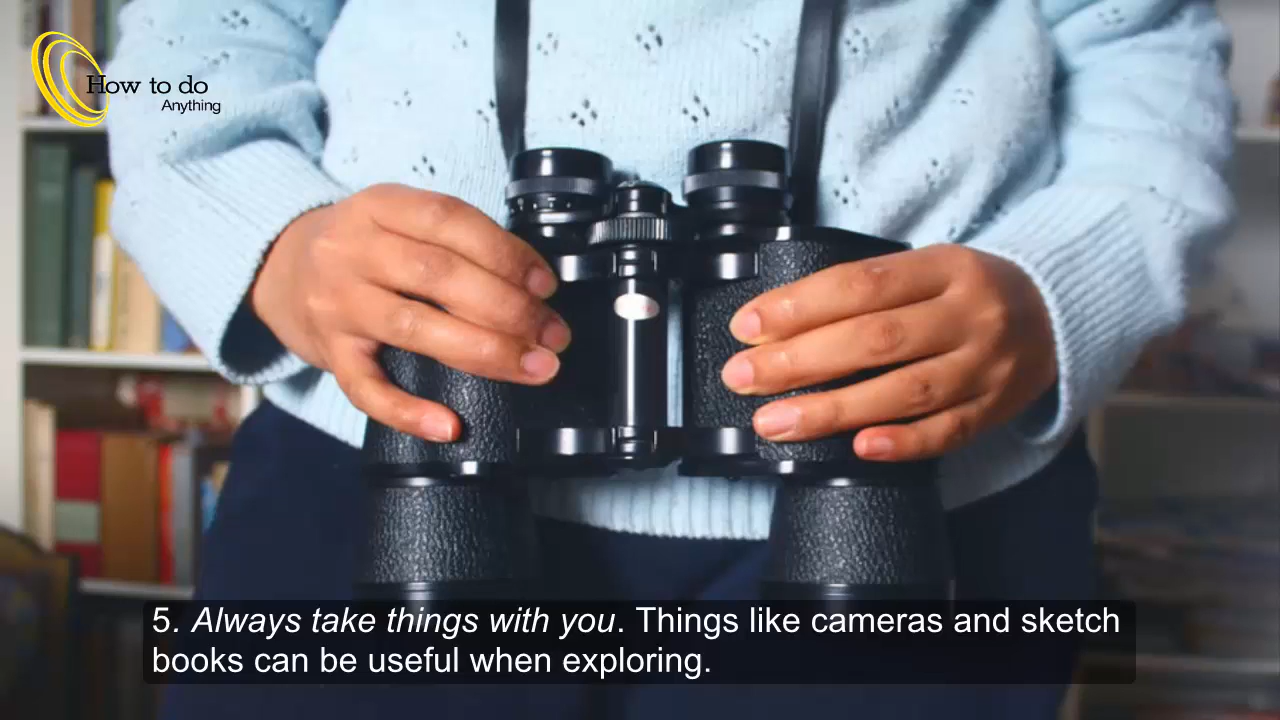 How to do
Anything
5. Always take things with you. Things like cameras and sketch
books can be useful when exploring.